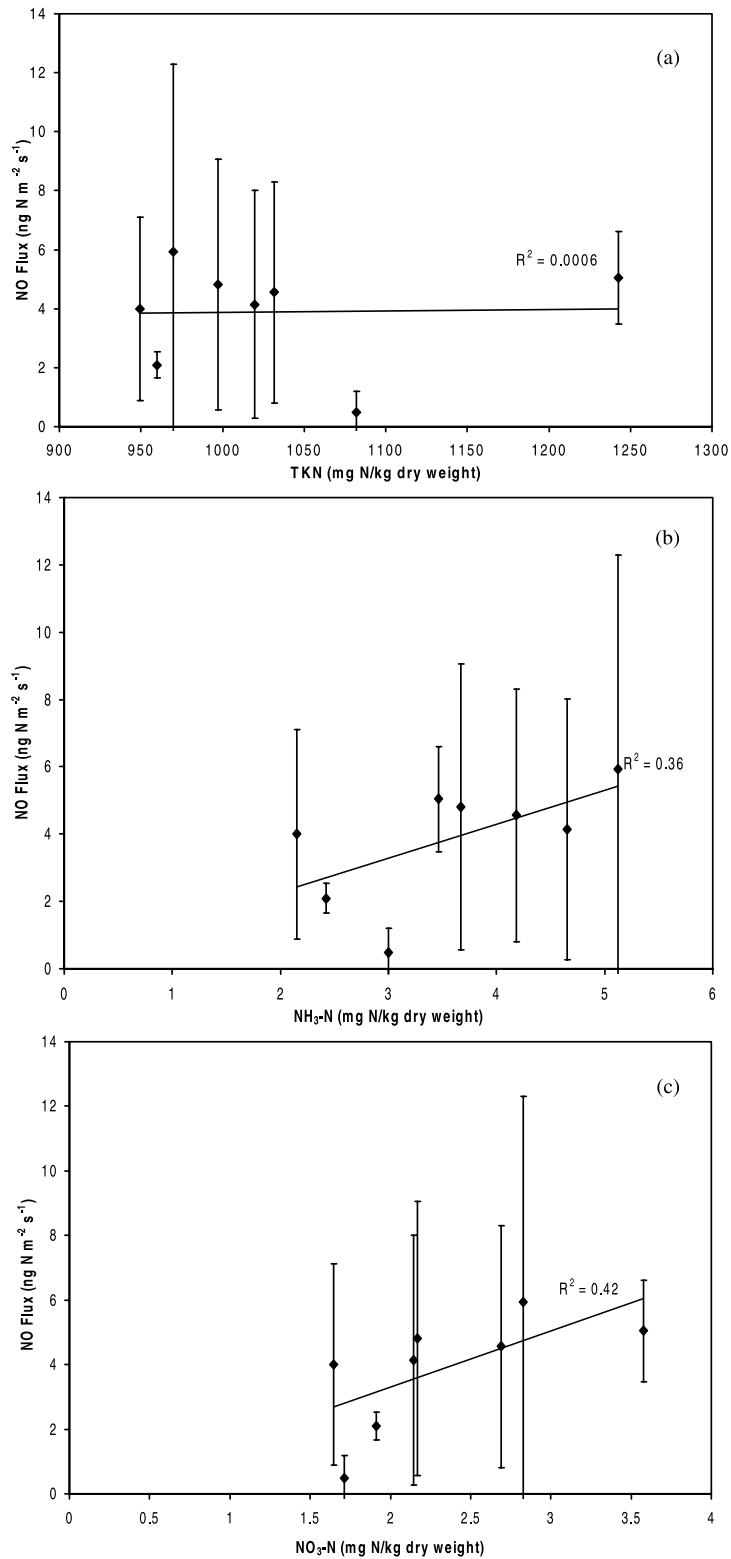 14
12
10
8
6
4
2
0
NO Flux (ng N m⁻² s⁻¹)
(a)
R² = 0.0006
900 950 1000 1050 1100 1150 1200 1250 1300
TKN (mg N/kg dry weight)
14
12
10
8
6
4
2
0
NO Flux (ng N m⁻² s⁻¹)
(b)
R² = 0.36
0 1 2 3 4 5 6
NH₃-N (mg N/kg dry weight)
14
12
10
8
6
4
2
0
NO Flux (ng N m⁻² s⁻¹)
(c)
R² = 0.42
0 0.5 1 1.5 2 2.5 3 3.5 4
NO₃-N (mg N/kg dry weight)